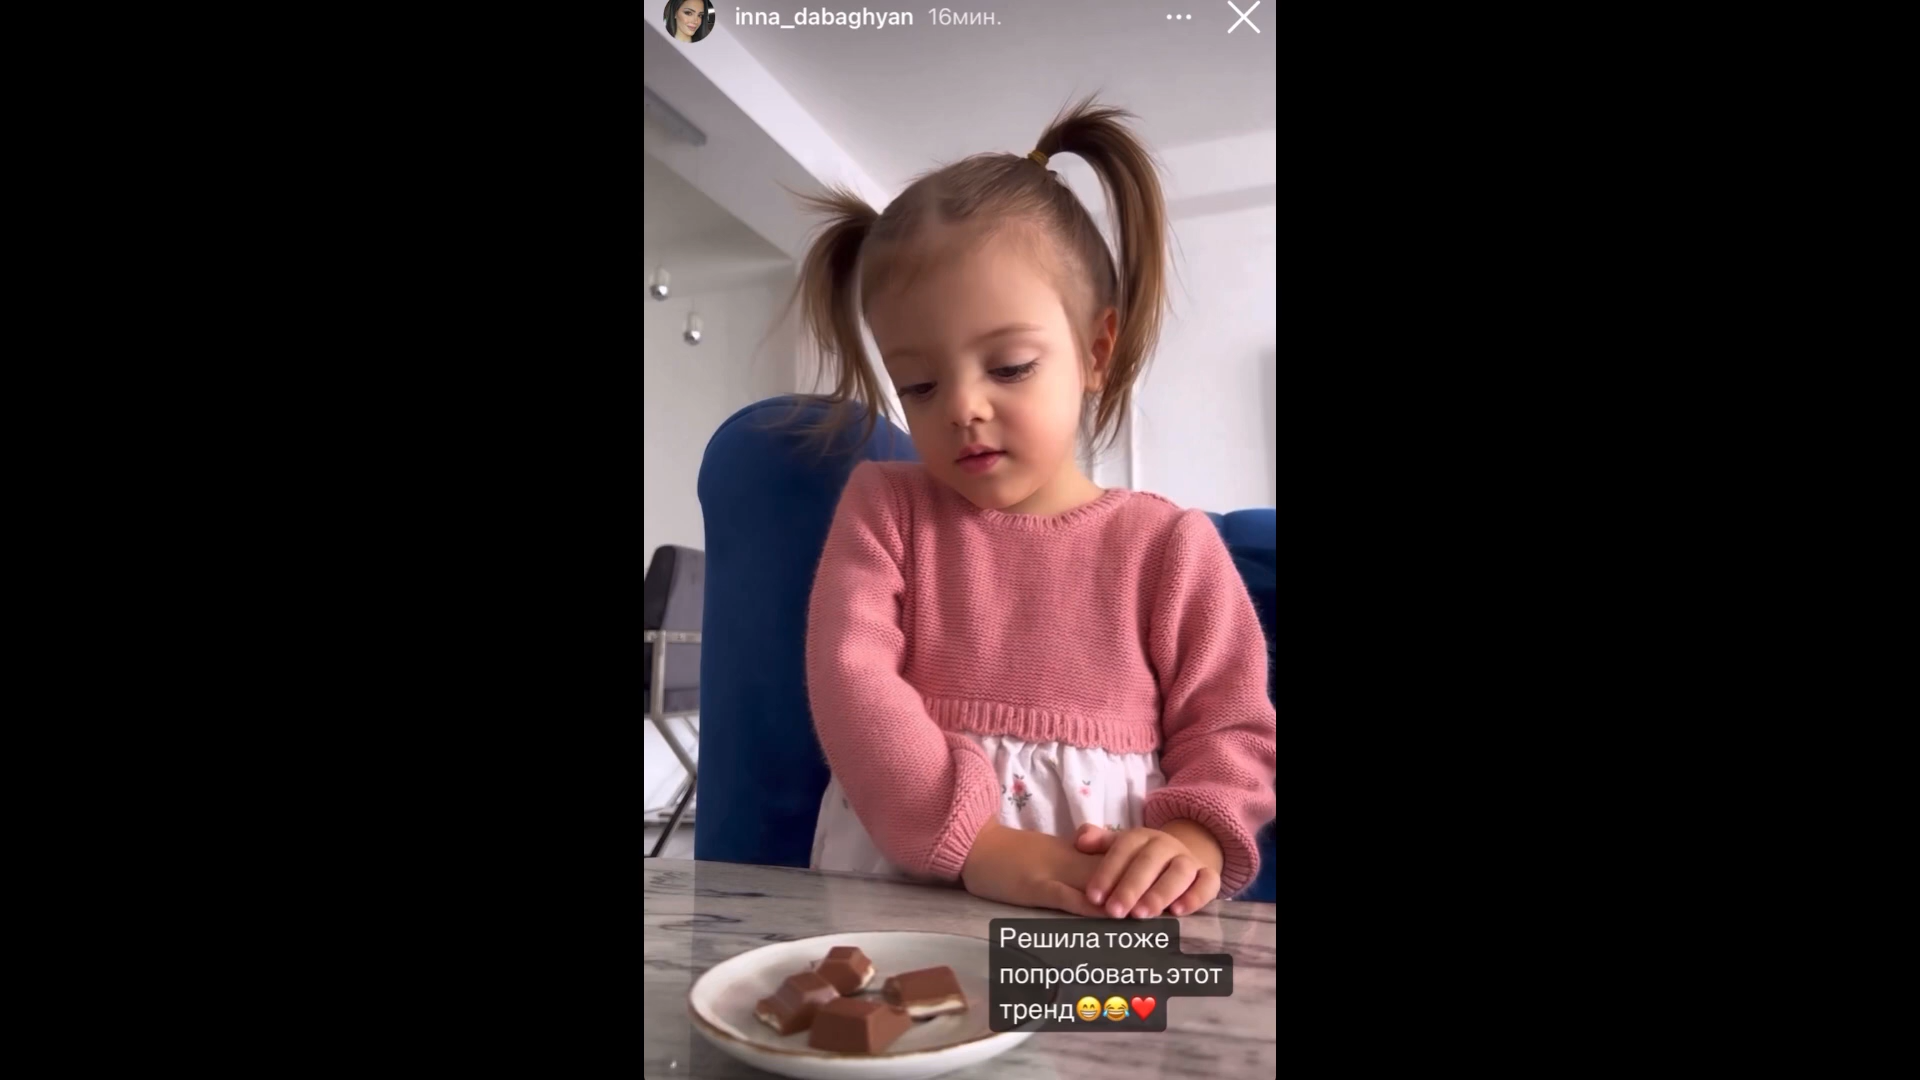 inna_dabaghyan 16мин.
Решила тоже
попробовать этот
тренд😁😂❤️